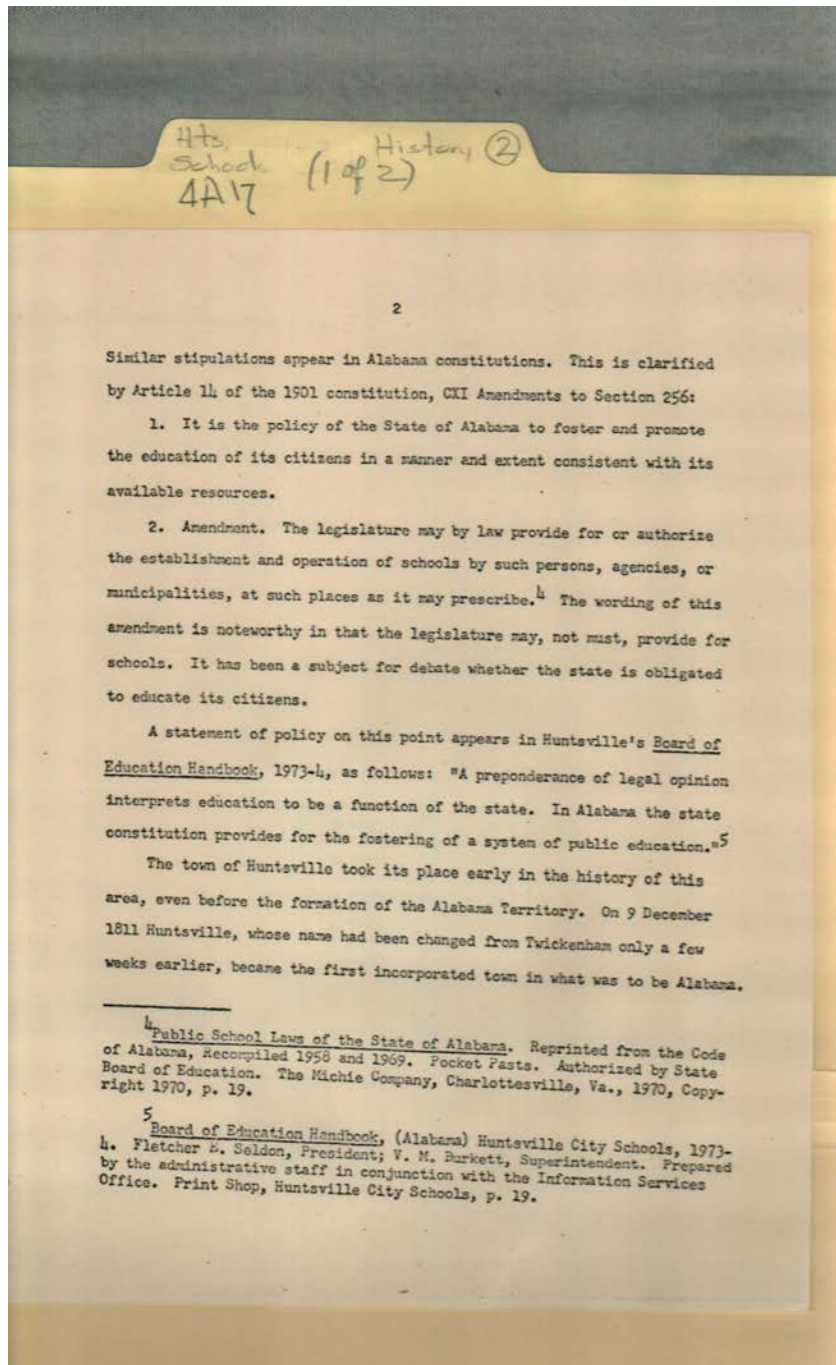 Hts. History ②
School
(1 of 2)
4A17
2
Similar stipulations appear in Alabama constitutions. This is clarified
by Article 14 of the 1901 constitution, CXI Amendments to Section 256:
1. It is the policy of the State of Alabama to foster and promote
the education of its citizens in a manner and extent consistent with its
available resources.
2. Amendment. The legislature may by law provide for or authorize
the establishment and operation of schools by such persons, agencies, or
municipalities, at such places as it may prescribe.4 The wording of this
amendment is noteworthy in that the legislature may, not must, provide for
schools. It has been a subject for debate whether the state is obligated
to educate its citizens.
A statement of policy on this point appears in Huntsville's Board of
Education Handbook, 1973-4, as follows: "A preponderance of legal opinion
interprets education to be a function of the state. In Alabama the state
constitution provides for the fostering of a system of public education."5
The town of Huntsville took its place early in the history of this
area, even before the formation of the Alabama Territory. On 9 December
1811 Huntsville, whose name had been changed from Twickenham only a few
weeks earlier, became the first incorporated town in what was to be Alabama.
4Public School Laws of the State of Alabama. Reprinted from the Code
of Alabama, Recompiled 1958 and 1969. Pocket Pasts. Authorized by State
Board of Education. The Michie Company, Charlottesville, Va., 1970, Copy-
right 1970, p. 19.
5
Board of Education Handbook, (Alabama) Huntsville City Schools, 1973-
4. Fletcher E. Seldon, President; V. M. Burkett, Superintendent. Prepared
by the administrative staff in conjunction with the Information Services
Office. Print Shop, Huntsville City Schools, p. 19.